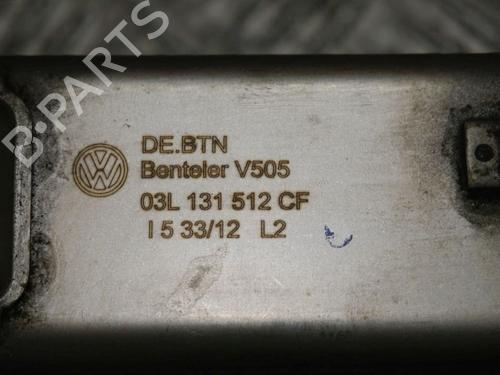 B-PARTS
DE.BTN
Benteler V505
03L 131 512 CF
I 5 33/12 L2